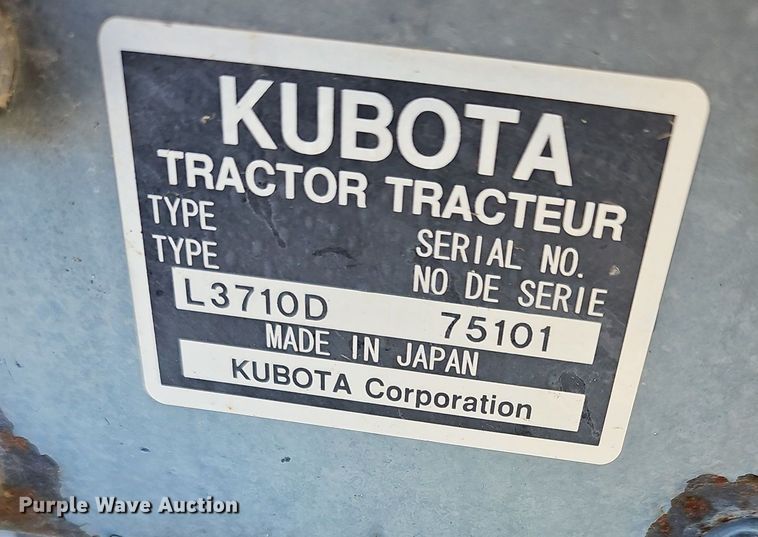 KUBOTA
TRACTOR TRACTEUR
TYPE SERIAL NO.
TYPE NO DE SERIE
L3710D 75101
MADE IN JAPAN
KUBOTA Corporation
Purple Wave Auction